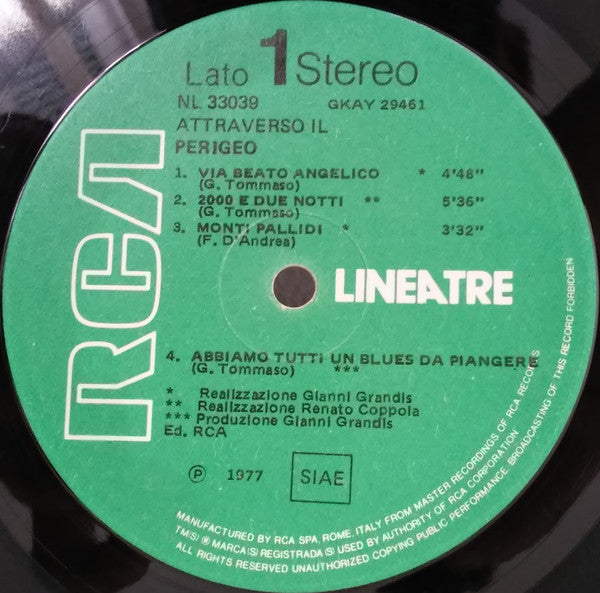 Lato 1 Stereo
NL 33039 GKAY 29461
ATTRAVERSO IL
PERIGEO
1. VIA BEATO ANGELICO * 4'48"
(G. Tommaso)
2. 2000 E DUE NOTTI ** 5'36"
(G. Tommaso)
3. MONTI PALLIDI * 3'32"
(F. D'Andrea)
RCA
LINEATRE
4. ABBIAMO TUTTI UN BLUES DA PIANGERE
(G. Tommaso) ***
* Realizzazione Gianni Grandis
** Realizzazione Renato Coppola
*** Produzione Gianni Grandis
Ed. RCA
Ⓟ 1977 SIAE
MANUFACTURED BY RCA SPA, ROME, ITALY FROM MASTER RECORDINGS OF RCA RECORDS
TM(S) ® MARCA(S) REGISTRADA(S) USED BY AUTHORITY OF RCA CORPORATION
ALL RIGHTS RESERVED UNAUTHORIZED COPYING PUBLIC PERFORMANCE BROADCASTING OF THIS RECORD FORBIDDEN